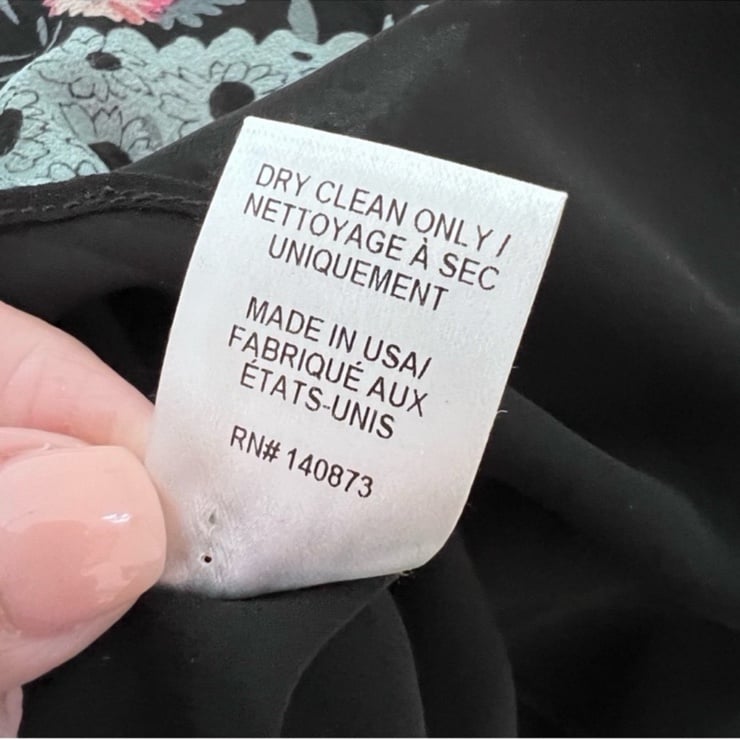 DRY CLEAN ONLY /
NETTOYAGE À SEC
UNIQUEMENT
MADE IN USA/
FABRIQUÉ AUX
ÉTATS-UNIS
RN# 140873